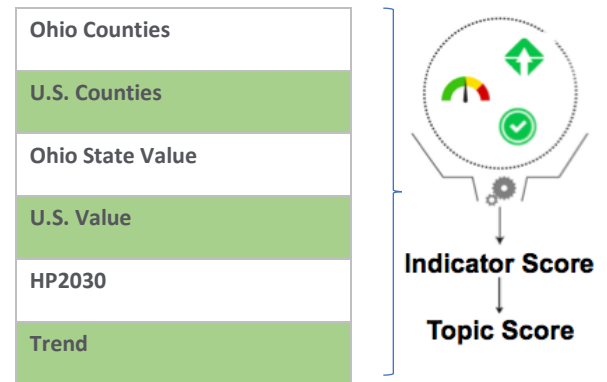 Ohio Counties
U.S. Counties
Ohio State Value
U.S. Value
HP2030
Trend
Indicator Score
Topic Score